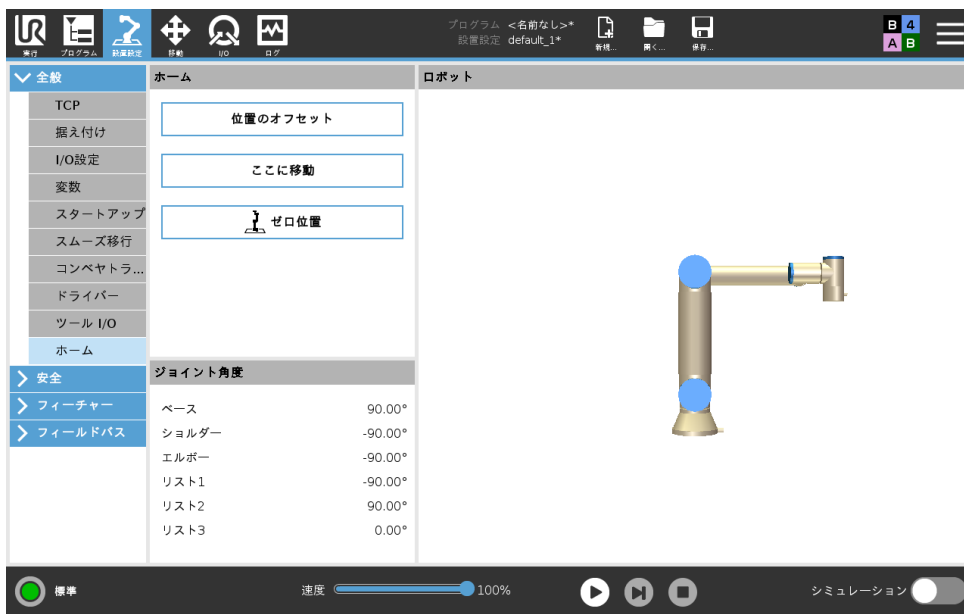 実行
プログラム
設置設定
移動
I/O
ログ
プログラム <名前なし>*
設置設定 default_1*
新規...
開く...
保存...
B 4
A B
全般
TCP
据え付け
I/O設定
変数
スタートアップ
スムーズ移行
コンベヤトラ...
ドライバー
ツール I/O
ホーム
安全
フィーチャー
フィールドバス
ホーム
位置のオフセット
ここに移動
ゼロ位置
ジョイント角度
ベース 90.00°
ショルダー -90.00°
エルボー -90.00°
リスト1 -90.00°
リスト2 90.00°
リスト3 0.00°
ロボット
標準
速度 100%
シミュレーション